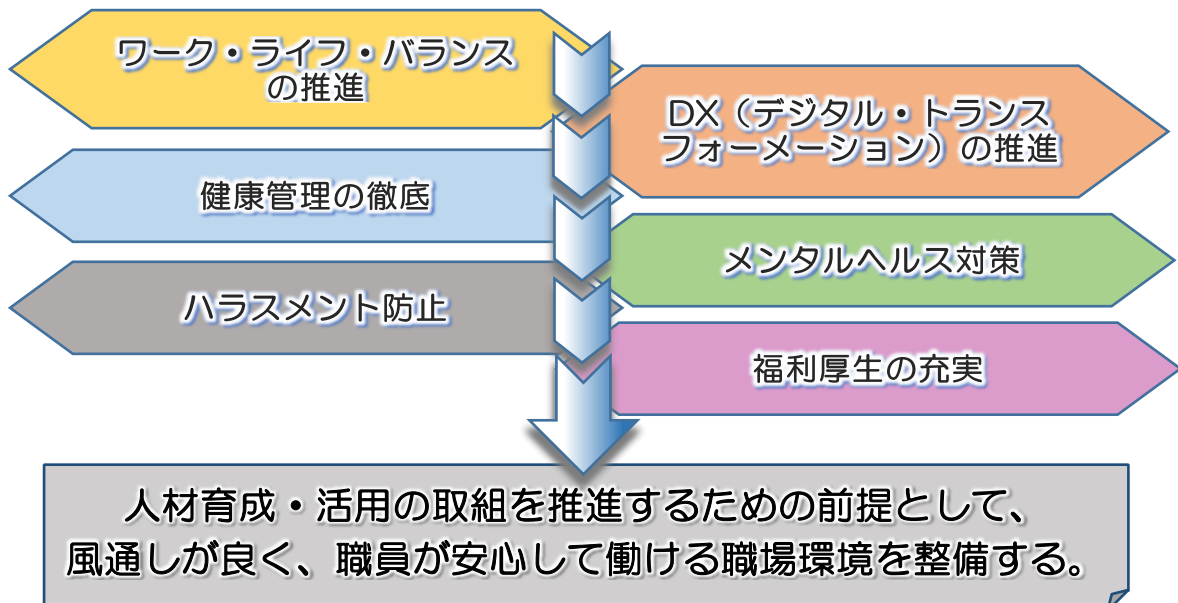 ワーク・ライフ・バランス
の推進
DX（デジタル・トランス
フォーメーション）の推進
健康管理の徹底
メンタルヘルス対策
ハラスメント防止
福利厚生の充実
人材育成・活用の取組を推進するための前提として、
風通しが良く、職員が安心して働ける職場環境を整備する。